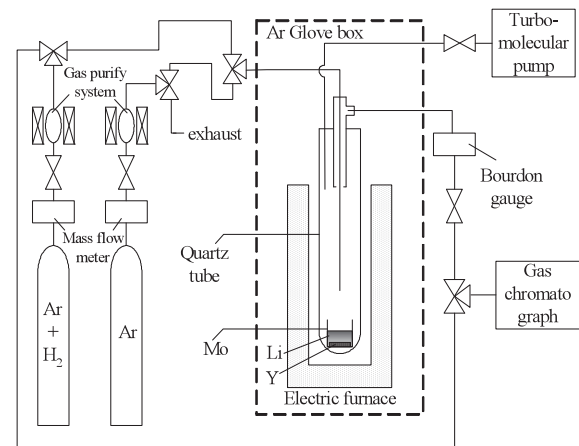 Ar Glove box
Turbo-
molecular
pump
Gas purify
system
exhaust
Bourdon
gauge
Mass flow
meter
Quartz
tube
Gas
chromato
graph
Ar
+
H2
Ar
Mo
Li
Y
Electric furnace